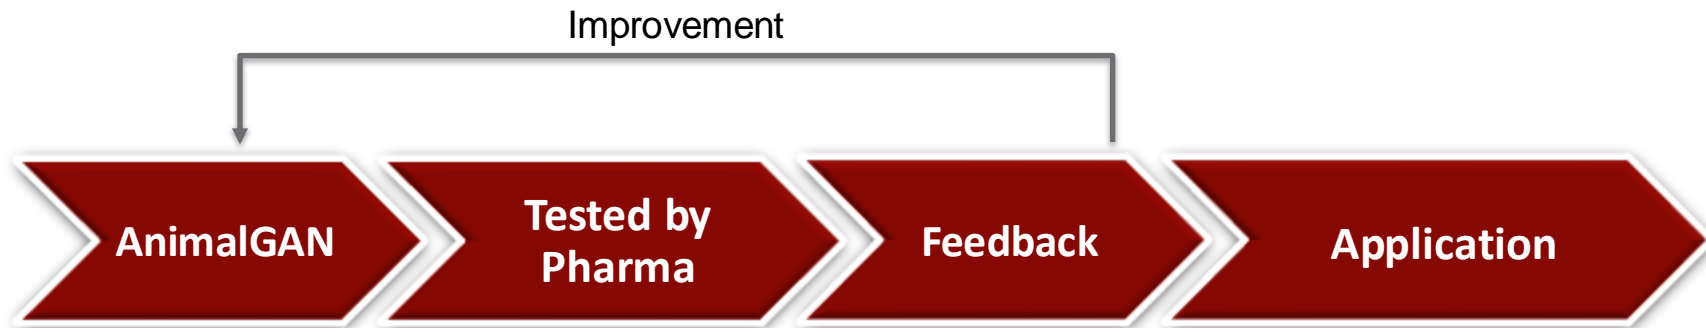 Improvement
AnimalGAN
Tested by
Pharma
Feedback
Application